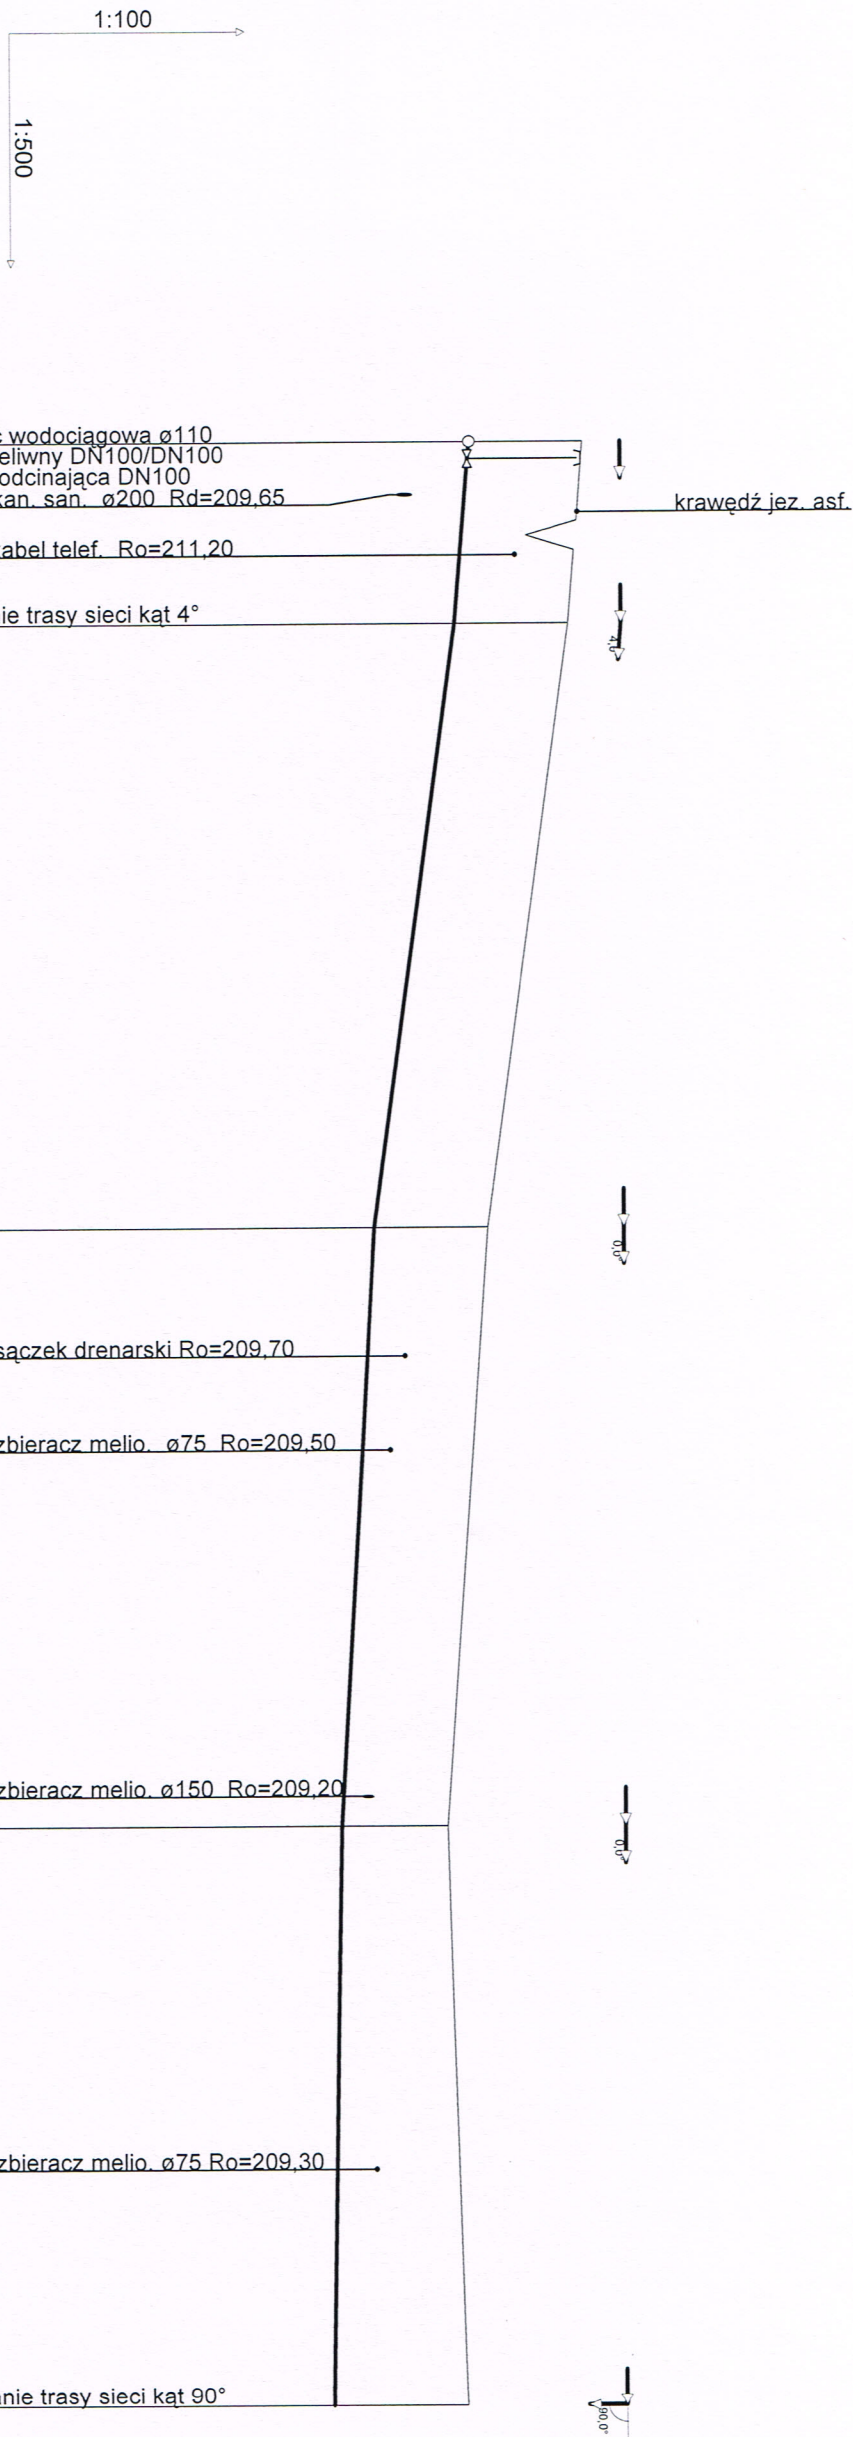 1:100
1:500
wodociągowa ø110
eliwny DN100/DN100
odcinająca DN100
kan. san. ø200 Rd=209,65
krawędź jez. asf.
abel telef. Ro=211,20
ie trasy sieci kąt 4°
4,0°
0,0°
sączek drenarski Ro=209,70
zbieracz melio. ø75 Ro=209,50
zbieracz melio. ø150 Ro=209,20
0,0°
zbieracz melio. ø75 Ro=209,30
anie trasy sieci kąt 90°
90,0°